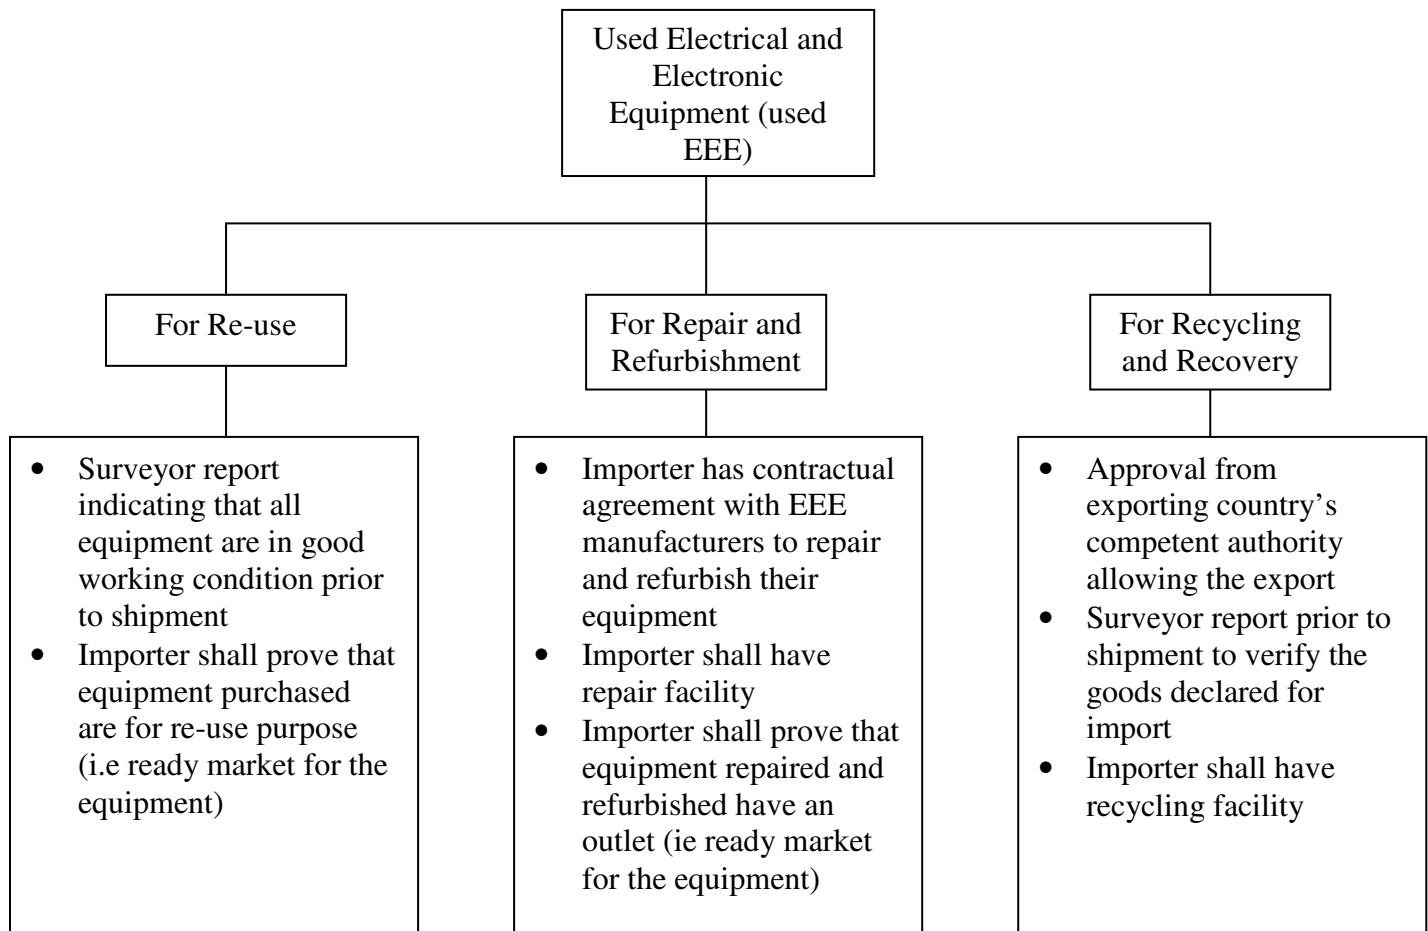 Used Electrical and
Electronic
Equipment (used
EEE)
For Re-use
For Repair and
Refurbishment
For Recycling
and Recovery
• Surveyor report
indicating that all
equipment are in good
working condition prior
to shipment
• Importer shall prove that
equipment purchased
are for re-use purpose
(i.e ready market for the
equipment)
• Importer has contractual
agreement with EEE
manufacturers to repair
and refurbish their
equipment
• Importer shall have
repair facility
• Importer shall prove that
equipment repaired and
refurbished have an
outlet (ie ready market
for the equipment)
• Approval from
exporting country’s
competent authority
allowing the export
• Surveyor report prior to
shipment to verify the
goods declared for
import
• Importer shall have
recycling facility